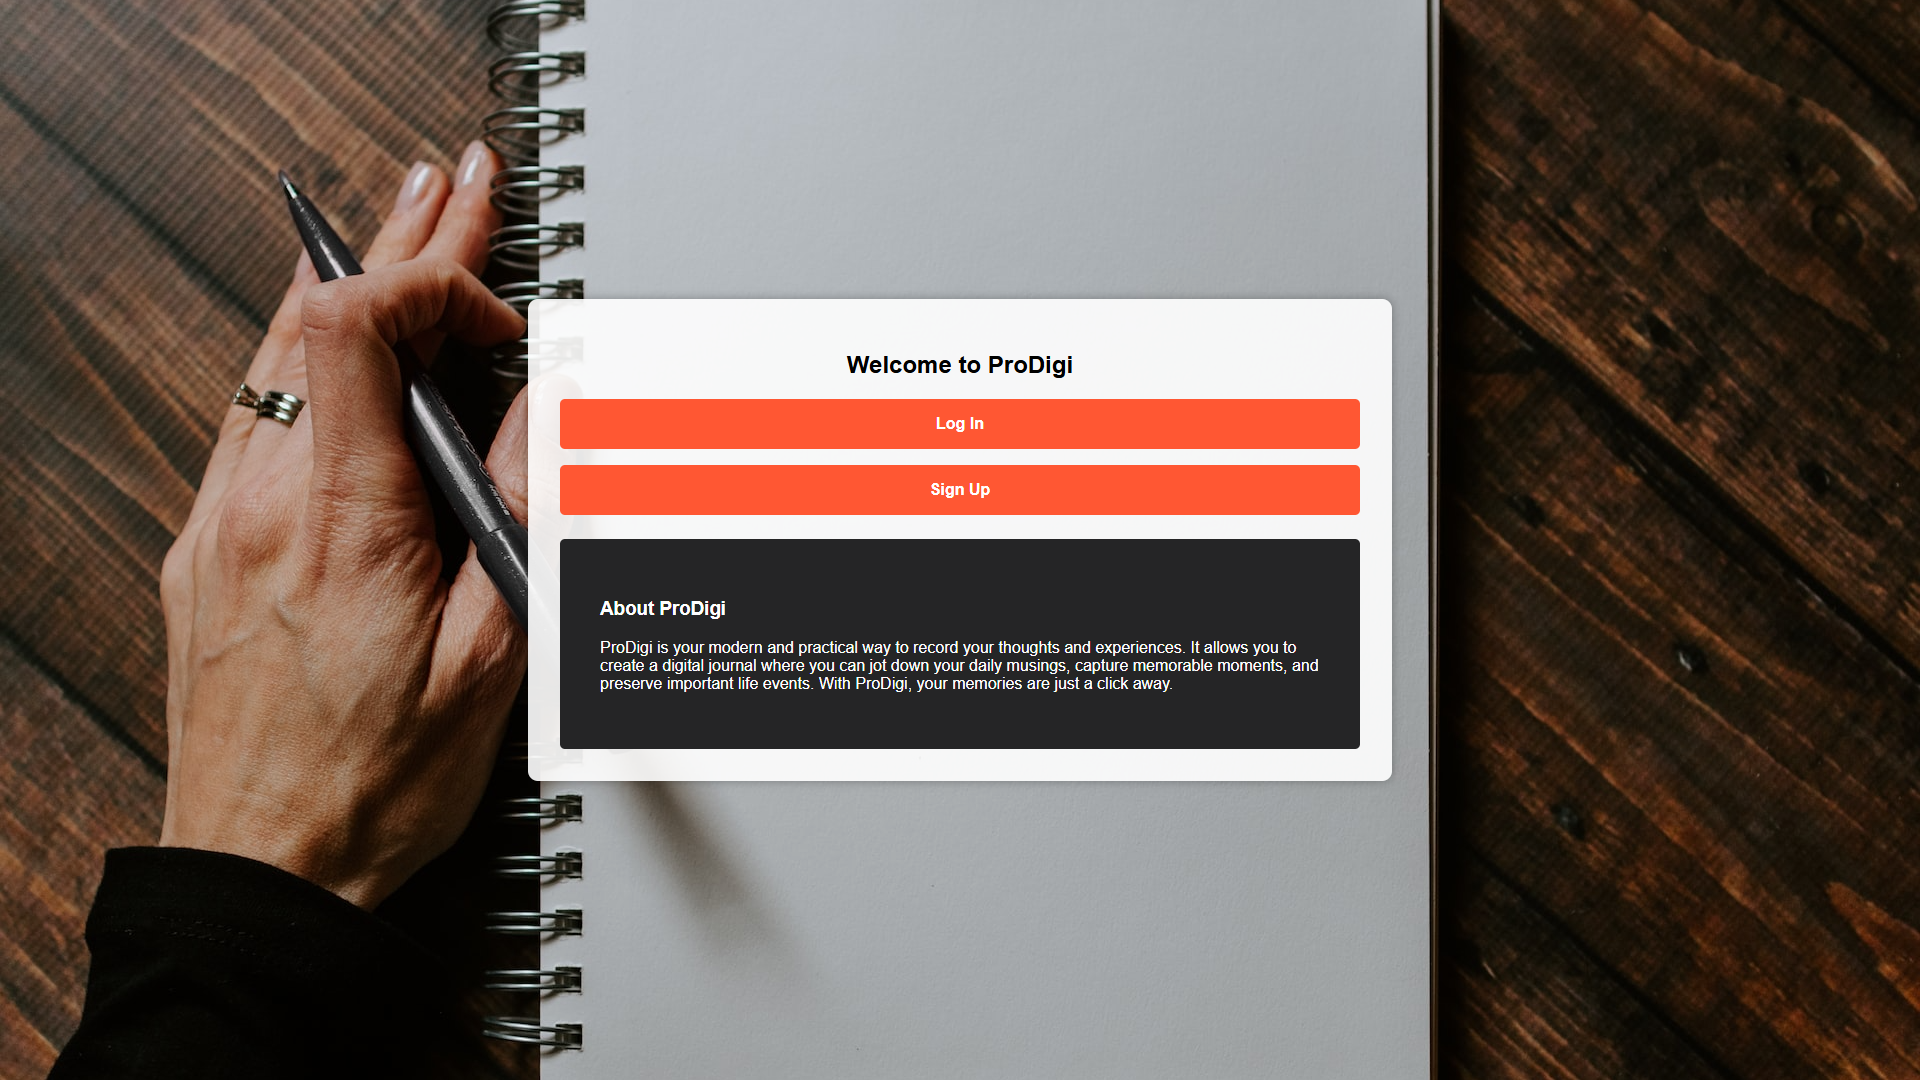 Welcome to ProDigi
Log In
Sign Up
About ProDigi
ProDigi is your modern and practical way to record your thoughts and experiences. It allows you to
create a digital journal where you can jot down your daily musings, capture memorable moments, and
preserve important life events. With ProDigi, your memories are just a click away.